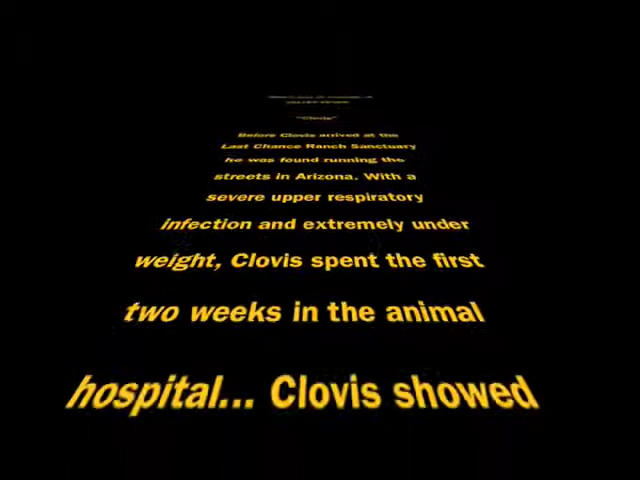 "Clovis"
Before Clovis arrived at the
Last Chance Ranch Sanctuary
he was found running the
streets in Arizona. With a
severe upper respiratory
infection and extremely under
weight, Clovis spent the first
two weeks in the animal
hospital... Clovis showed